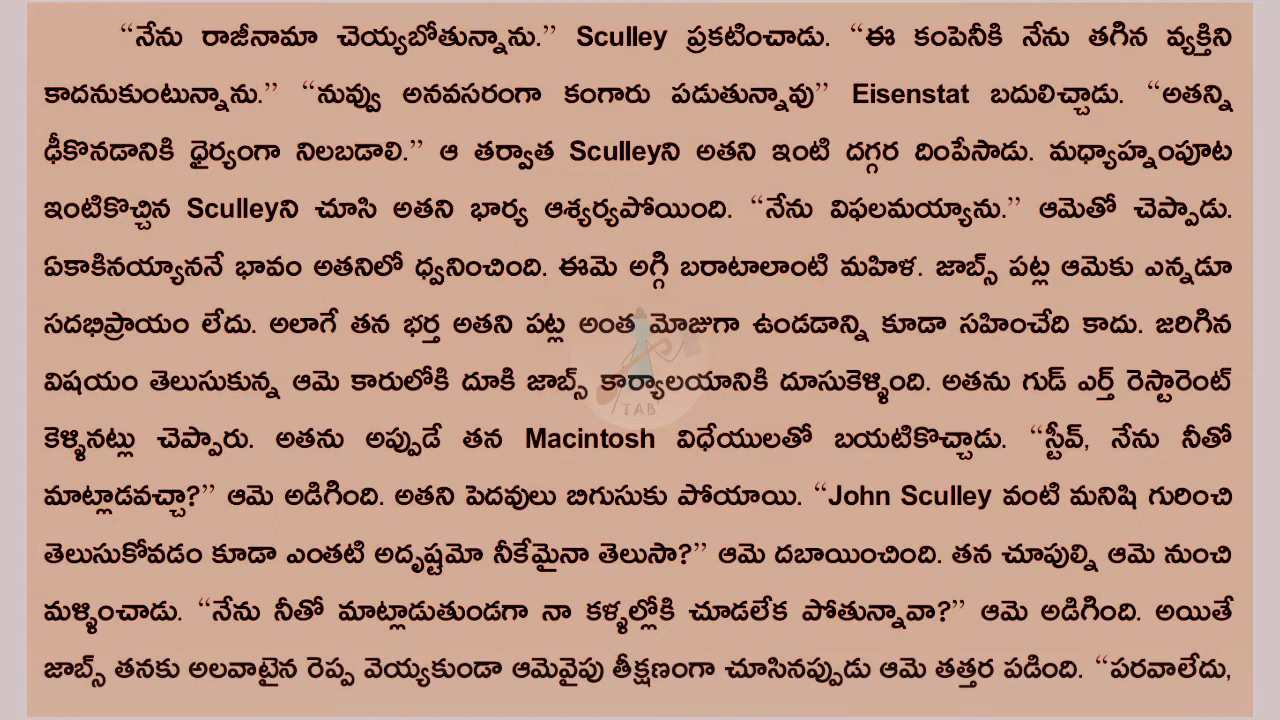 “నేను రాజీనామా చెయ్యబోతున్నాను.” Sculley ప్రకటించాడు. “ఈ కంపెనీకి నేను తగిన వ్యక్తిని
కాదనుకుంటున్నాను.” “నువ్వు అనవసరంగా కంగారు పడుతున్నావు” Eisenstat బదులిచ్చాడు. “అతన్ని
ఢీకొనడానికి ధైర్యంగా నిలబడాలి.” ఆ తర్వాత Sculleyని అతని ఇంటి దగ్గర దింపేసాడు. మధ్యాహ్నంపూట
ఇంటికొచ్చిన Sculleyని చూసి అతని భార్య ఆశ్యర్యపోయింది. “నేను విఫలమయ్యాను.” ఆమెతో చెప్పాడు.
ఏకాకినయ్యాననే భావం అతనిలో ధ్వనించింది. ఈమె అగ్గి బరాటాలాంటి మహిళ. జాబ్స్ పట్ల ఆమెకు ఎన్నడూ
సదభిప్రాయం లేదు. అలాగే తన భర్త అతని పట్ల అంత మోజుగా ఉండడాన్ని కూడా సహించేది కాదు. జరిగిన
విషయం తెలుసుకున్న ఆమె కారులోకి దూకి జాబ్స్ కార్యాలయానికి దూసుకెళ్ళింది. అతను గుడ్ ఎర్త్ రెస్టారెంట్
కెళ్ళినట్లు చెప్పారు. అతను అప్పుడే తన Macintosh విధేయులతో బయటికొచ్చాడు. “స్టీవ్, నేను నీతో
మాట్లాడవచ్చా?” ఆమె అడిగింది. అతని పెదవులు బిగుసుకు పోయాయి. “John Sculley వంటి మనిషి గురించి
తెలుసుకోవడం కూడా ఎంతటి అదృష్టమో నీకేమైనా తెలుసా?” ఆమె దబాయించింది. తన చూపుల్ని ఆమె నుంచి
మళ్ళించాడు. “నేను నీతో మాట్లాడుతుండగా నా కళ్ళల్లోకి చూడలేక పోతున్నావా?” ఆమె అడిగింది. అయితే
జాబ్స్ తనకు అలవాటైన రెప్ప వెయ్యకుండా ఆమెవైపు తీక్షణంగా చూసినప్పుడు ఆమె తత్తర పడింది. “పరవాలేదు,
TAB